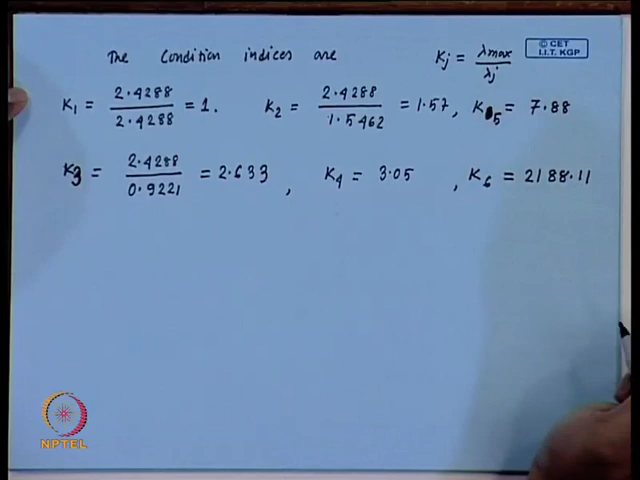 The Condition indices are Kj = λmax / λj
© CET
I.I.T. KGP
K1 = 2.4288 / 2.4288 = 1. K2 = 2.4288 / 1.5462 = 1.57, K5 = 7.88
K3 = 2.4288 / 0.9221 = 2.633, K4 = 3.05, K6 = 2188.11
NPTEL